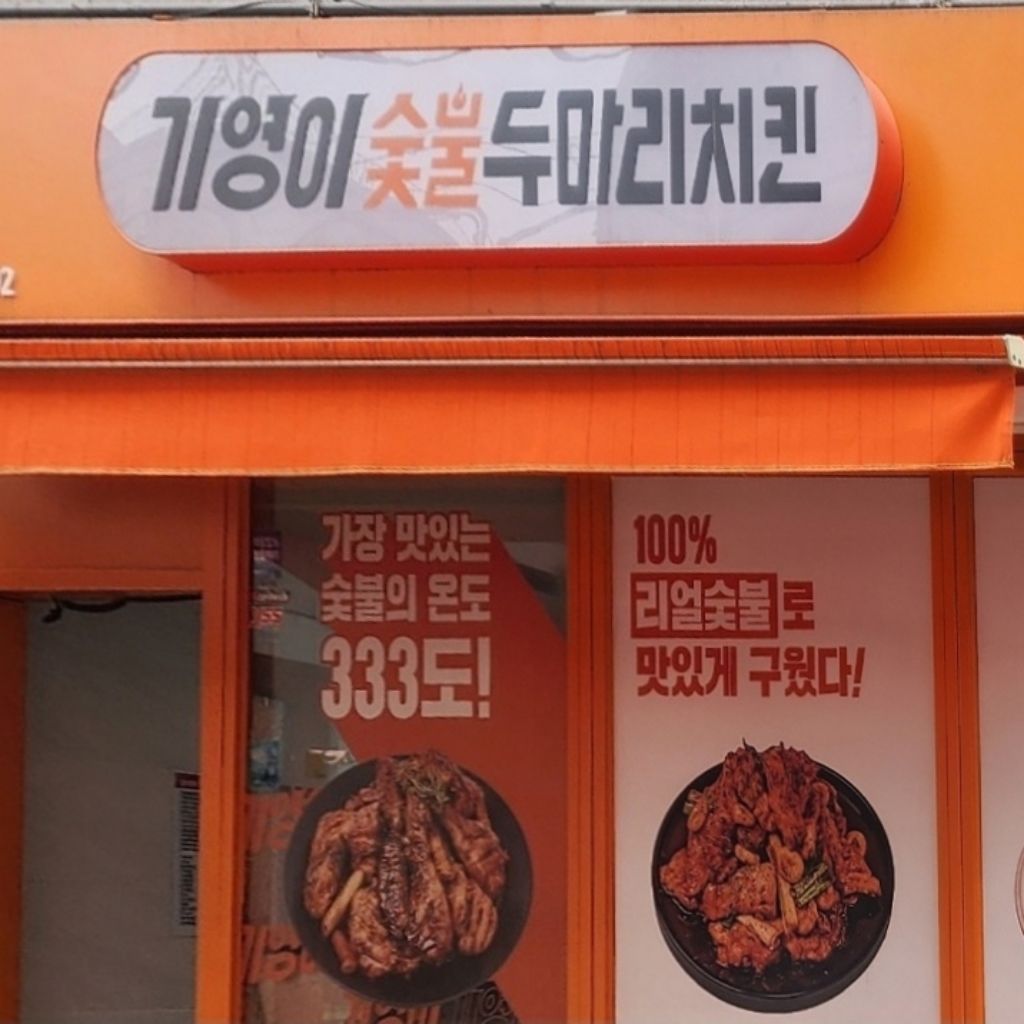 기영이 숯불 두마리치킨
가장 맛있는
숯불의 온도
333도!
100%
리얼숯불로
맛있게 구웠다!